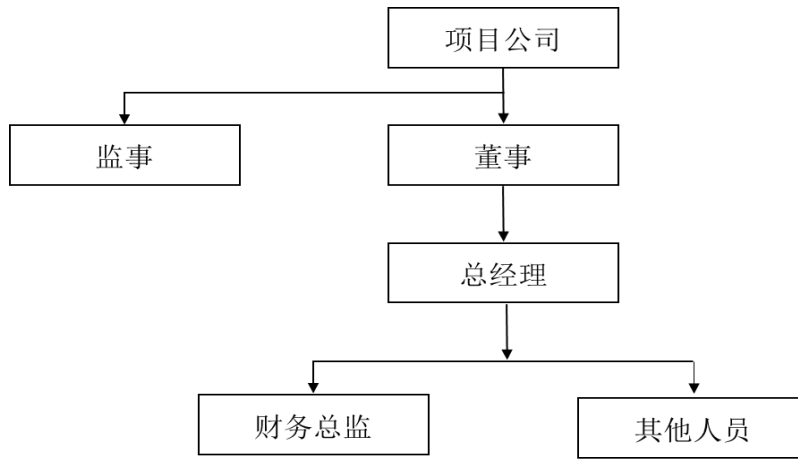 项目公司
监事
董事
总经理
财务总监
其他人员